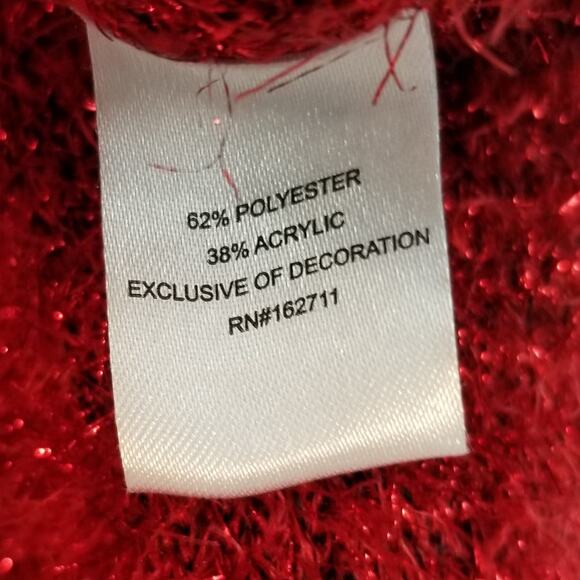 62% POLYESTER
38% ACRYLIC
EXCLUSIVE OF DECORATION
RN#162711